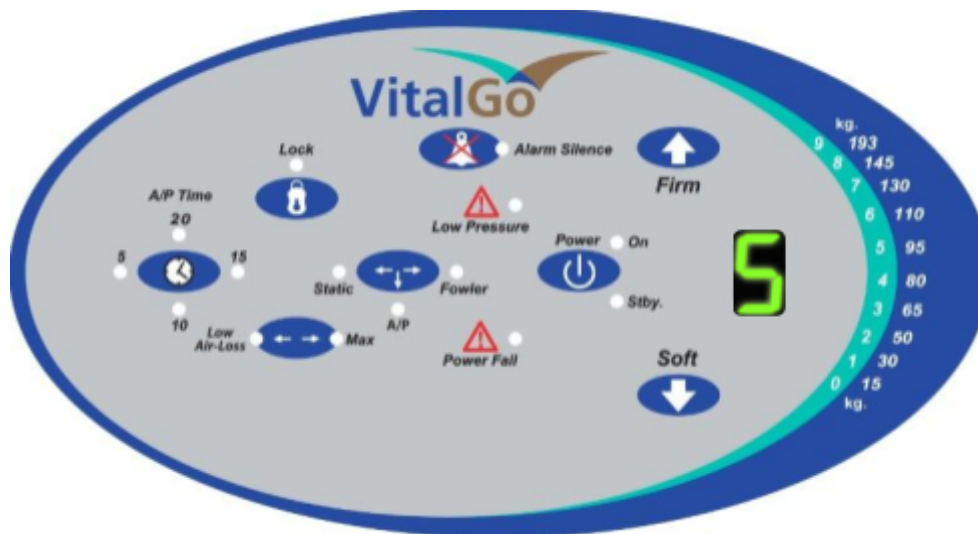 VitalGo
kg.
9 193
8 145
7 130
6 110
5 95
4 80
3 65
2 50
1 30
0 15
kg.
Lock
Alarm Silence
Firm
A/P Time
20
5
15
10
Low Pressure
Power
On
Stby.
5
Static
Fowler
A/P
Low
Air-Loss
Max
Power Fail
Soft